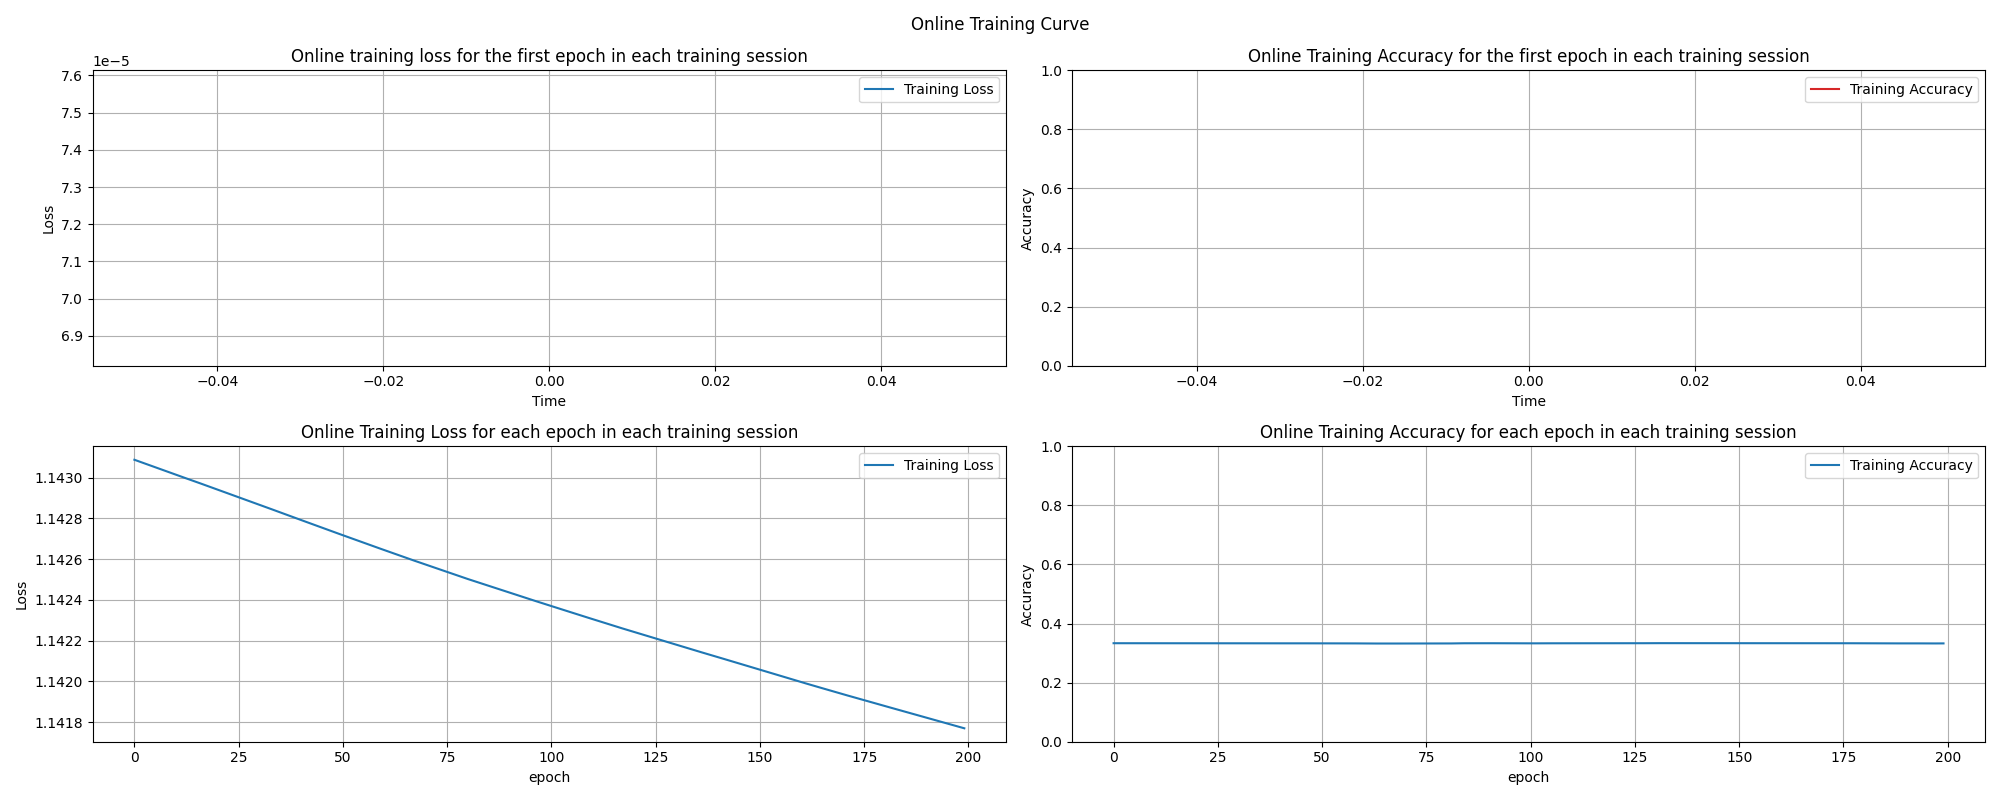 Online Training Curve
Online training loss for the first epoch in each training session
1e−5
7.6
7.5
7.4
7.3
7.2
7.1
7.0
6.9
Loss
Training Loss
−0.04 −0.02 0.00 0.02 0.04
Time
Online Training Accuracy for the first epoch in each training session
1.0
0.8
0.6
0.4
0.2
0.0
Accuracy
Training Accuracy
−0.04 −0.02 0.00 0.02 0.04
Time
Online Training Loss for each epoch in each training session
1.1430
1.1428
1.1426
1.1424
1.1422
1.1420
1.1418
Loss
Training Loss
0 25 50 75 100 125 150 175 200
epoch
Online Training Accuracy for each epoch in each training session
1.0
0.8
0.6
0.4
0.2
0.0
Accuracy
Training Accuracy
0 25 50 75 100 125 150 175 200
epoch